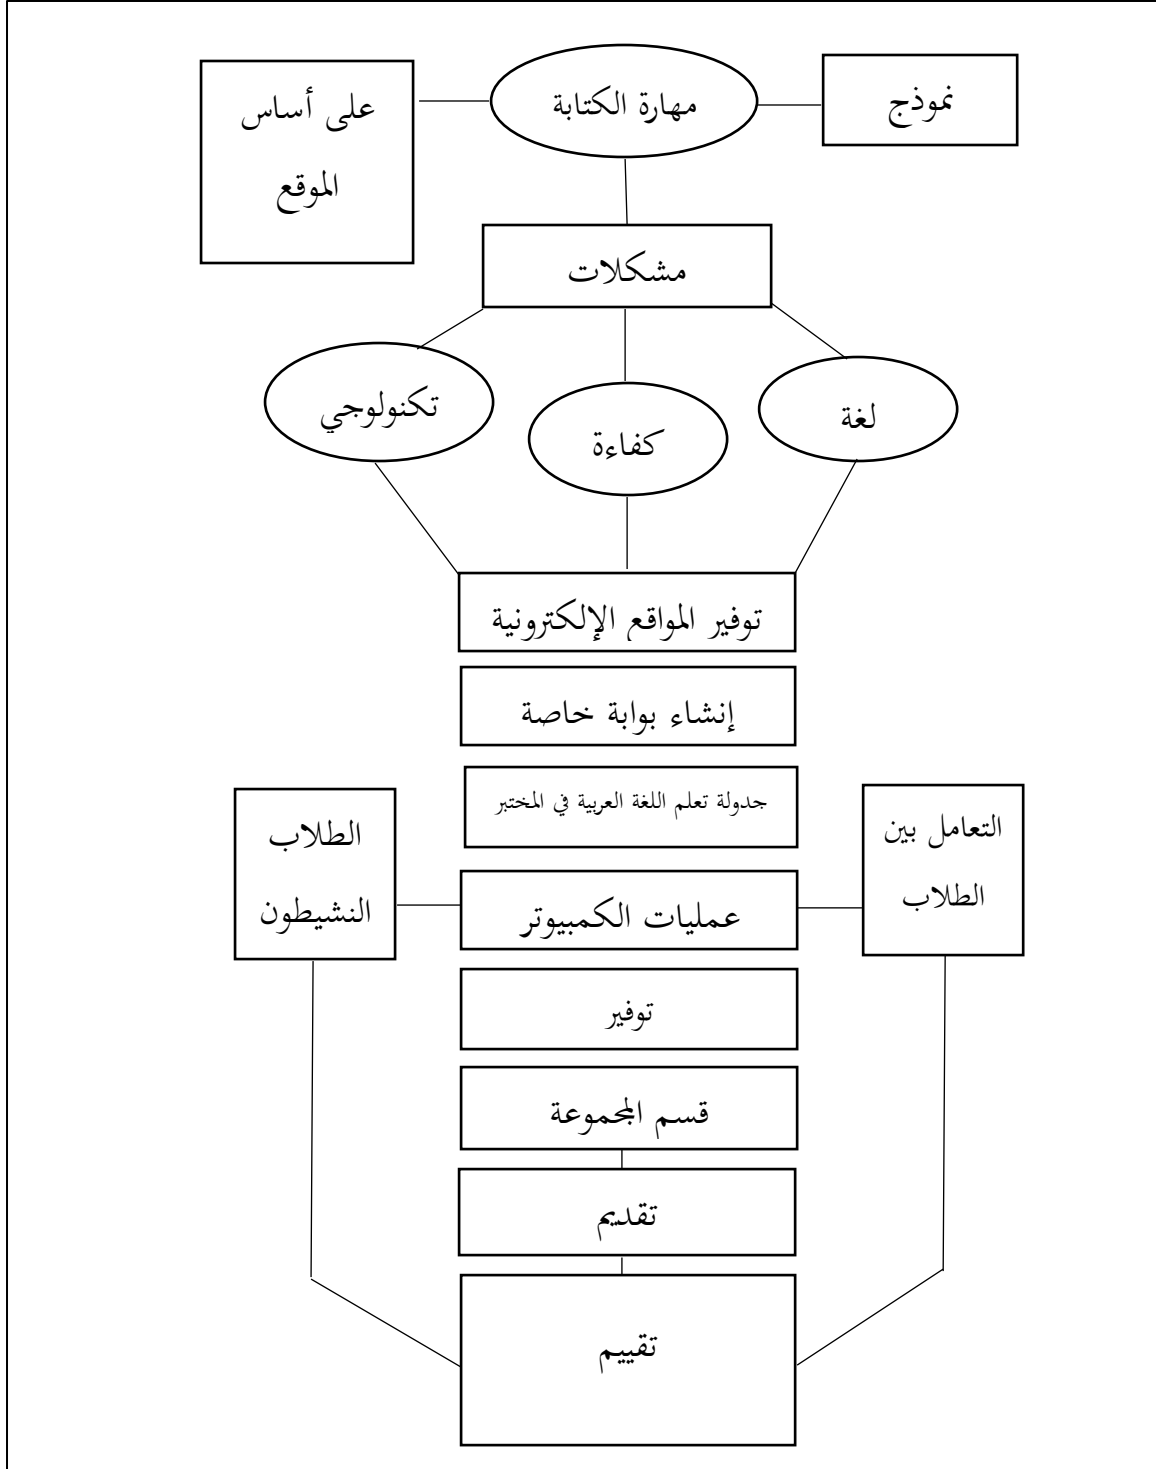 نموذج
مهارة الكتابة
على أساس
الموقع
مشكلات
لغة
كفاءة
تكنولوجي
توفير المواقع الإلكترونية
إنشاء بوابة خاصة
جدولة تعلم اللغة العربية في المختبر
التعامل بين
الطلاب
عمليات الكمبيوتر
الطلاب
النشيطون
توفير
قسم المجموعة
تقديم
تقييم